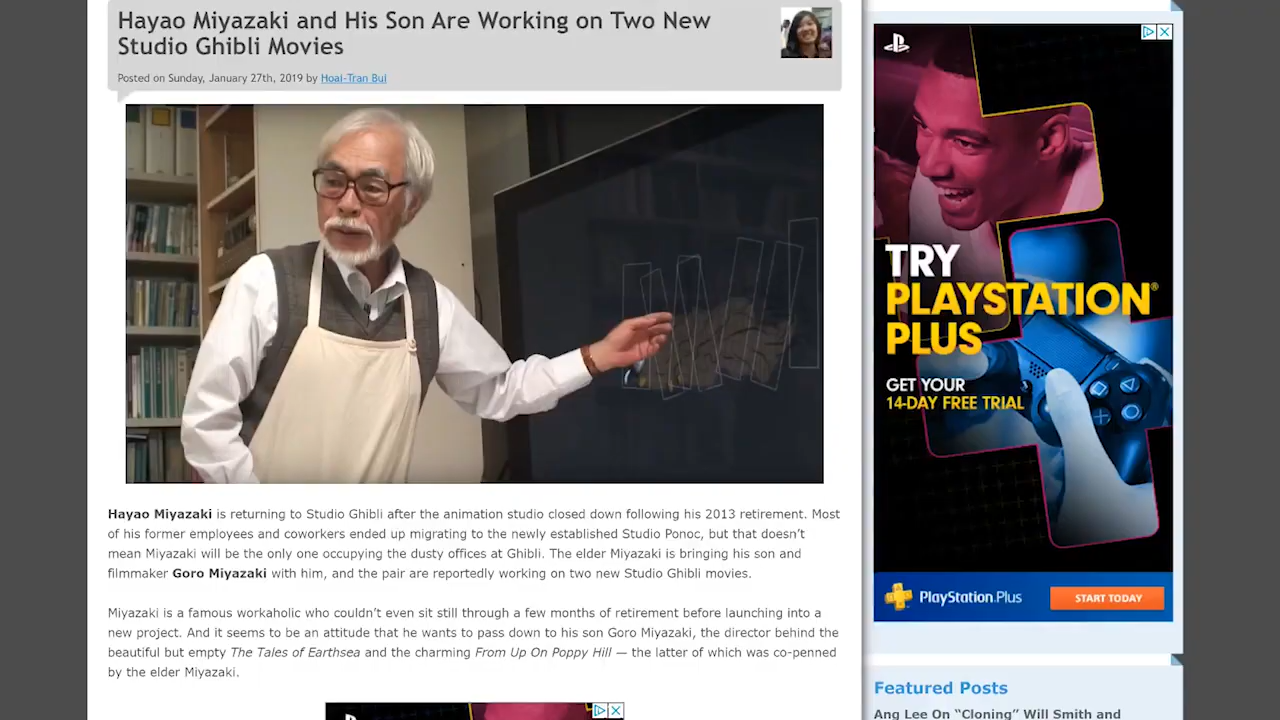 Hayao Miyazaki and His Son Are Working on Two New
Studio Ghibli Movies
Posted on Sunday, January 27th, 2019 by Hoai-Tran Bui
Hayao Miyazaki is returning to Studio Ghibli after the animation studio closed down following his 2013 retirement. Most
of his former employees and coworkers ended up migrating to the newly established Studio Ponoc, but that doesn't
mean Miyazaki will be the only one occupying the dusty offices at Ghibli. The elder Miyazaki is bringing his son and
filmmaker Goro Miyazaki with him, and the pair are reportedly working on two new Studio Ghibli movies.
Miyazaki is a famous workaholic who couldn't even sit still through a few months of retirement before launching into a
new project. And it seems to be an attitude that he wants to pass down to his son Goro Miyazaki, the director behind the
beautiful but empty The Tales of Earthsea and the charming From Up On Poppy Hill — the latter of which was co-penned
by the elder Miyazaki.
TRY
PLAYSTATION®
PLUS
GET YOUR
14-DAY FREE TRIAL
PlayStation.Plus
START TODAY
Featured Posts
Ang Lee On "Cloning" Will Smith and